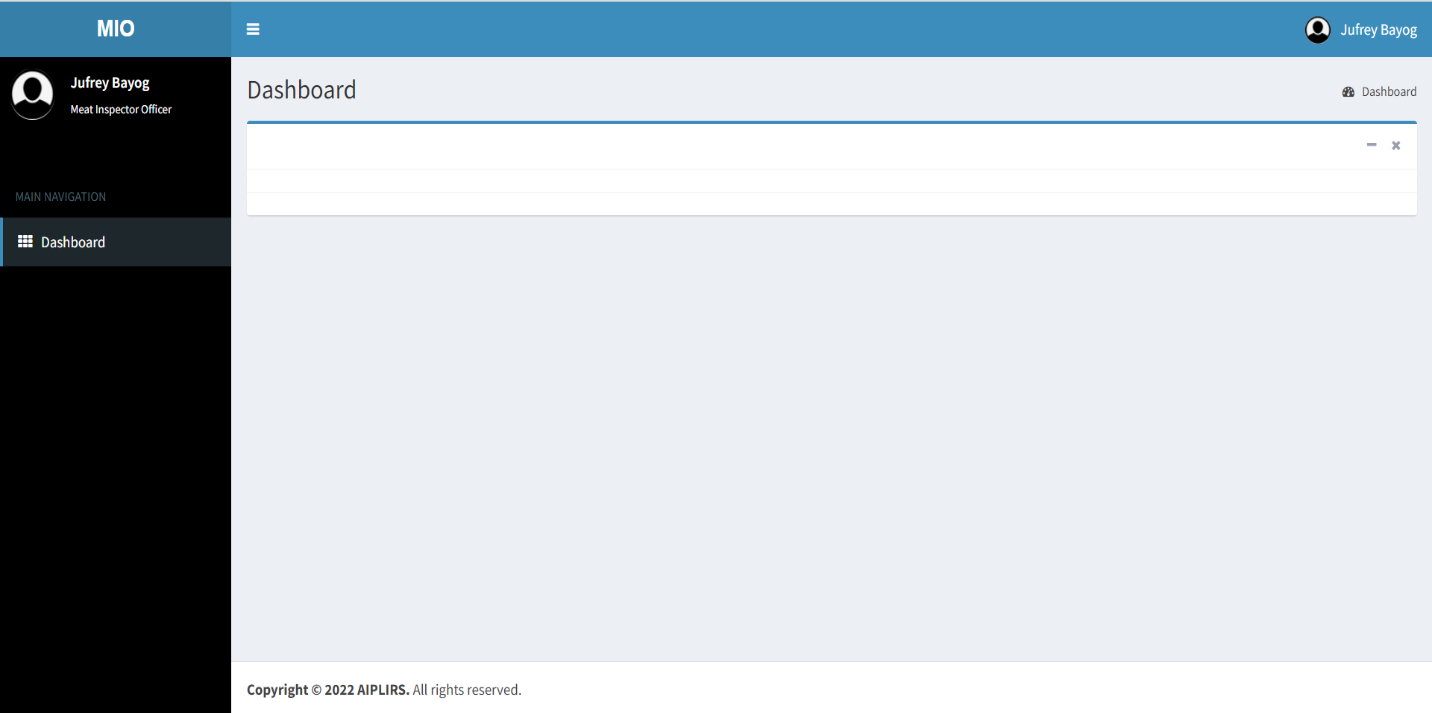 MIO
Jufrey Bayog
Jufrey Bayog
Meat Inspector Officer
MAIN NAVIGATION
Dashboard
Dashboard
Dashboard
Copyright © 2022 AIPLIRS. All rights reserved.